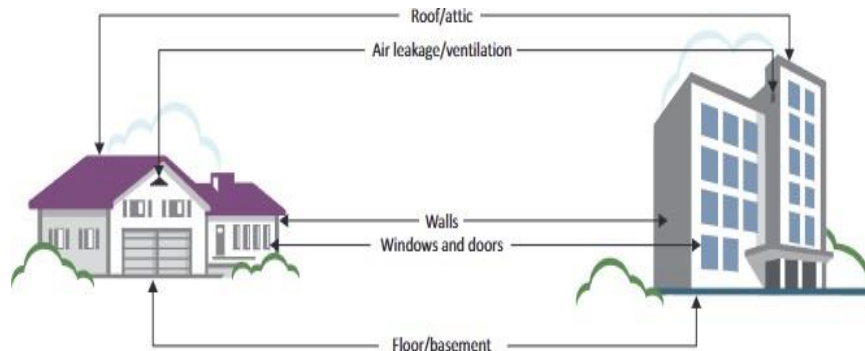 Roof/attic
Air leakage/ventilation
Walls
Windows and doors
Floor/basement